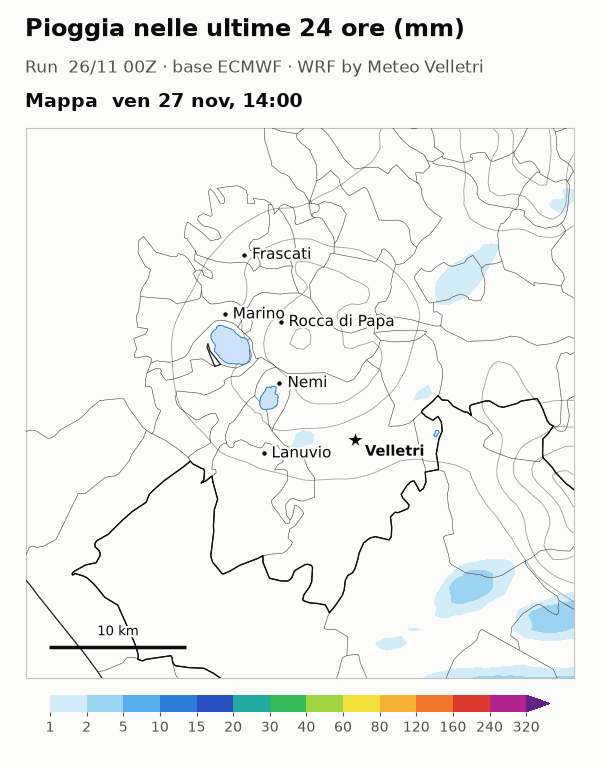 Pioggia nelle ultime 24 ore (mm)
Run  26/11 00Z · base ECMWF · WRF by Meteo Velletri
Mappa  ven 27 nov, 14:00
Frascati
Marino
Rocca di Papa
Nemi
Velletri
Lanuvio
10 km
1 2 5 10 15 20 30 40 60 80 120 160 240 320